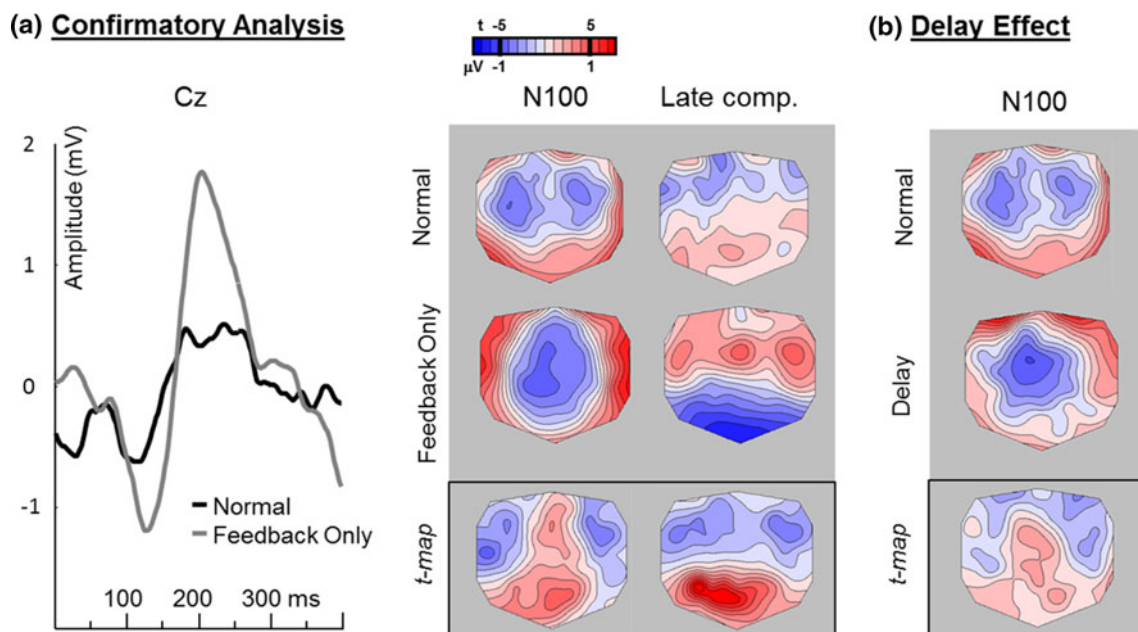 (a) Confirmatory Analysis
t -5 5
μV -1 1
(b) Delay Effect
Cz
N100 Late comp.
N100
Amplitude (mV)
2
1
0
-1
Normal
Feedback Only
100 200 300 ms
Normal
Feedback Only
t-map
Normal
Delay
t-map